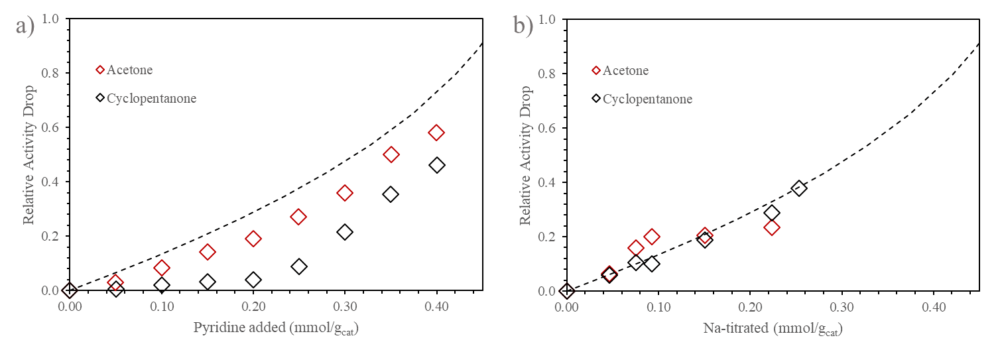 a)
1.0
0.8
0.6
0.4
0.2
0.0
Relative Activity Drop
Acetone
Cyclopentanone
0.00 0.10 0.20 0.30 0.40
Pyridine added (mmol/gcat)
b)
1.0
0.8
0.6
0.4
0.2
0.0
Relative Activity Drop
Acetone
Cyclopentanone
0.00 0.10 0.20 0.30 0.40
Na-titrated (mmol/gcat)